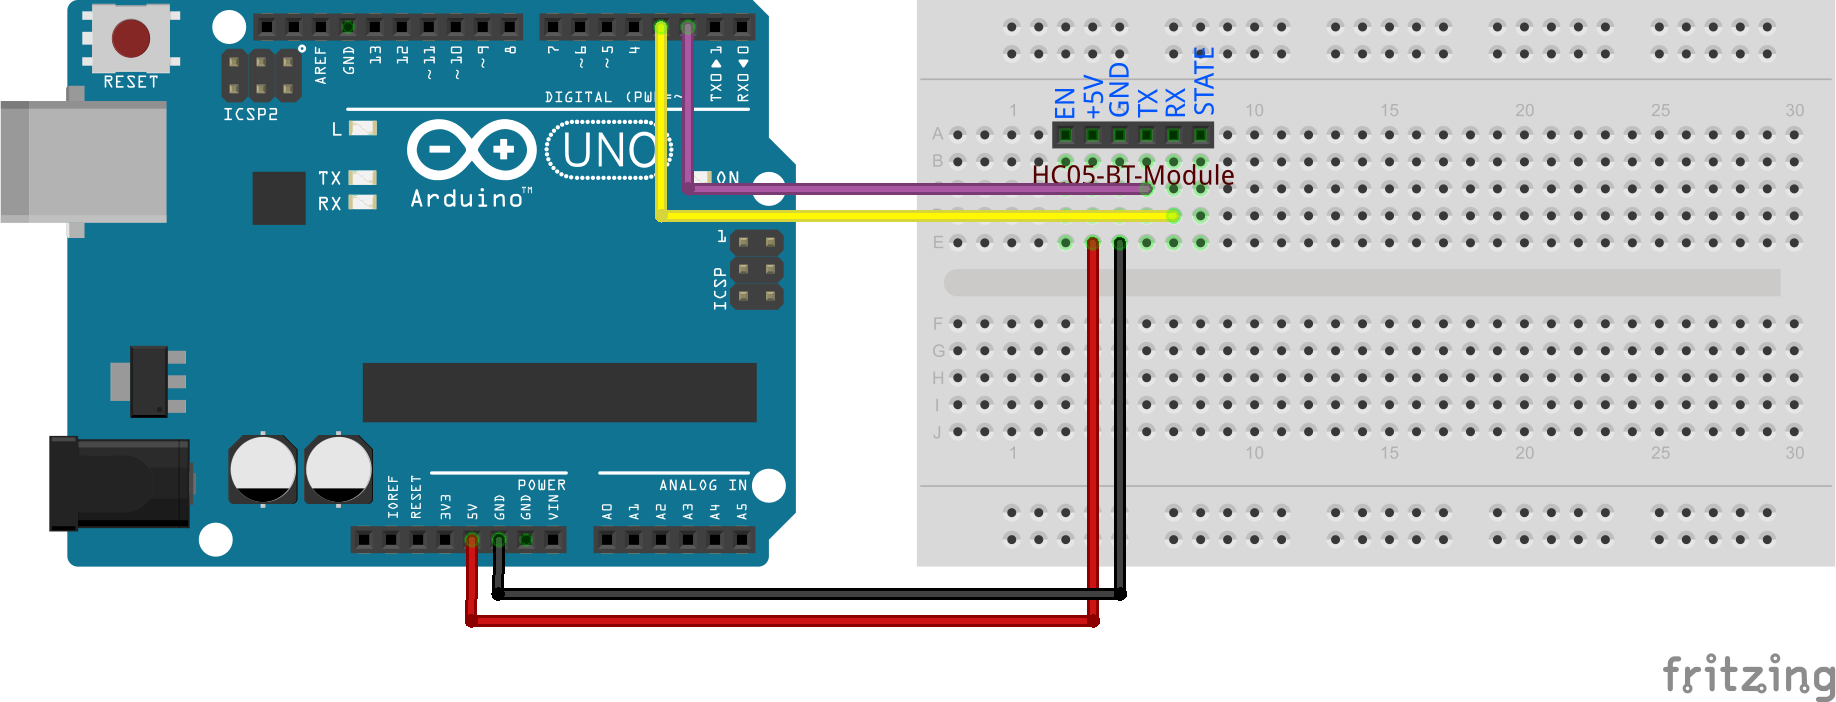 RESET
ICSP2
AREF
GND
13
12
~11
~10
~9
8
7
~6
~5
4
TX0▶1
RX0◀0
DIGITAL (PWM=~
L
TX
RX
Arduino™
UNO
ON
1
ICSP
IOREF
RESET
3V3
5V
GND
GND
VIN
POWER
A0
A1
A2
A3
A4
A5
ANALOG IN
EN
+5V
GND
TX
RX
STATE
HC05-BT-Module
1
10
15
20
25
30
A
B
E
F
G
H
I
J
1
10
15
20
25
30
fritzing